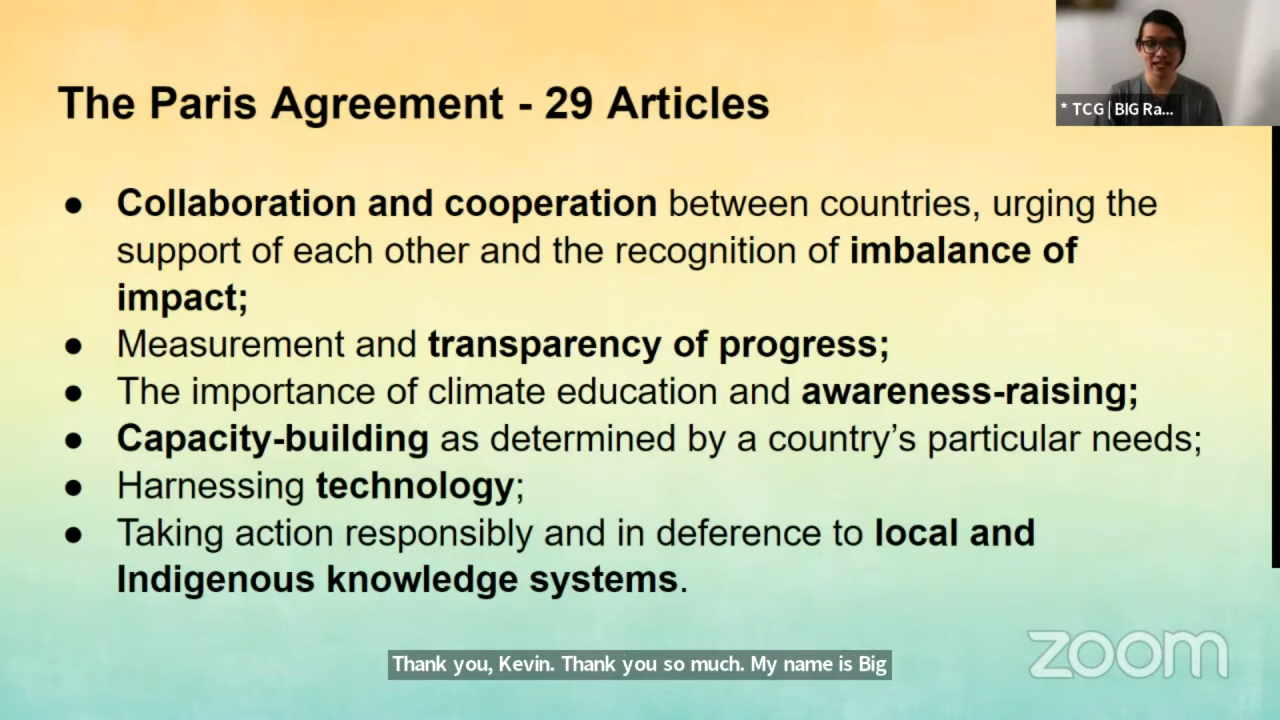 The Paris Agreement - 29 Articles
* TCG | BIG Ra...
● Collaboration and cooperation between countries, urging the
support of each other and the recognition of imbalance of
impact;
● Measurement and transparency of progress;
● The importance of climate education and awareness-raising;
● Capacity-building as determined by a country’s particular needs;
● Harnessing technology;
● Taking action responsibly and in deference to local and
Indigenous knowledge systems.
zoom
Thank you, Kevin. Thank you so much. My name is Big